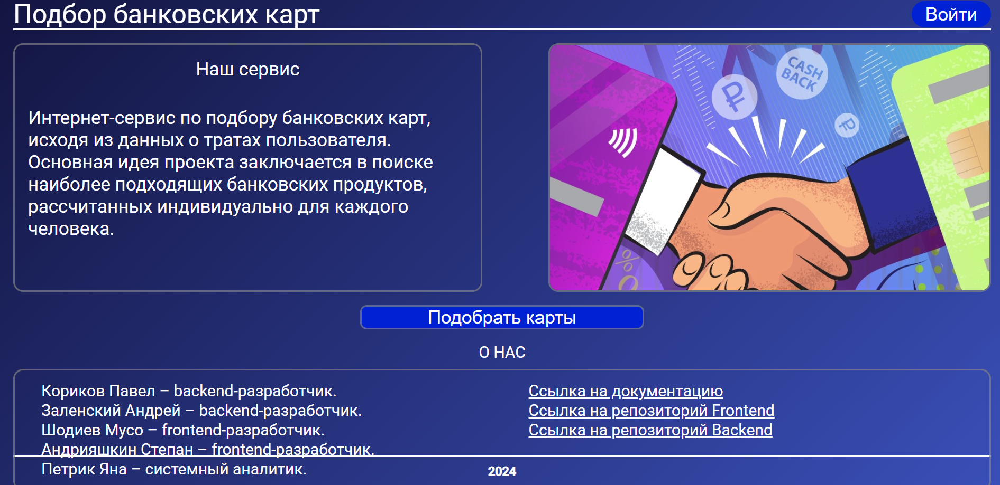 Подбор банковских карт
Войти
Наш сервис
Интернет-сервис по подбору банковских карт,
исходя из данных о тратах пользователя.
Основная идея проекта заключается в поиске
наиболее подходящих банковских продуктов,
рассчитанных индивидуально для каждого
человека.
CASH
BACK
₽
₽
%
%
Подобрать карты
О НАС
Кориков Павел – backend-разработчик.
Заленский Андрей – backend-разработчик.
Шодиев Мусо – frontend-разработчик.
Андрияшкин Степан – frontend-разработчик.
Петрик Яна – системный аналитик.
Ссылка на документацию
Ссылка на репозиторий Frontend
Ссылка на репозиторий Backend
2024